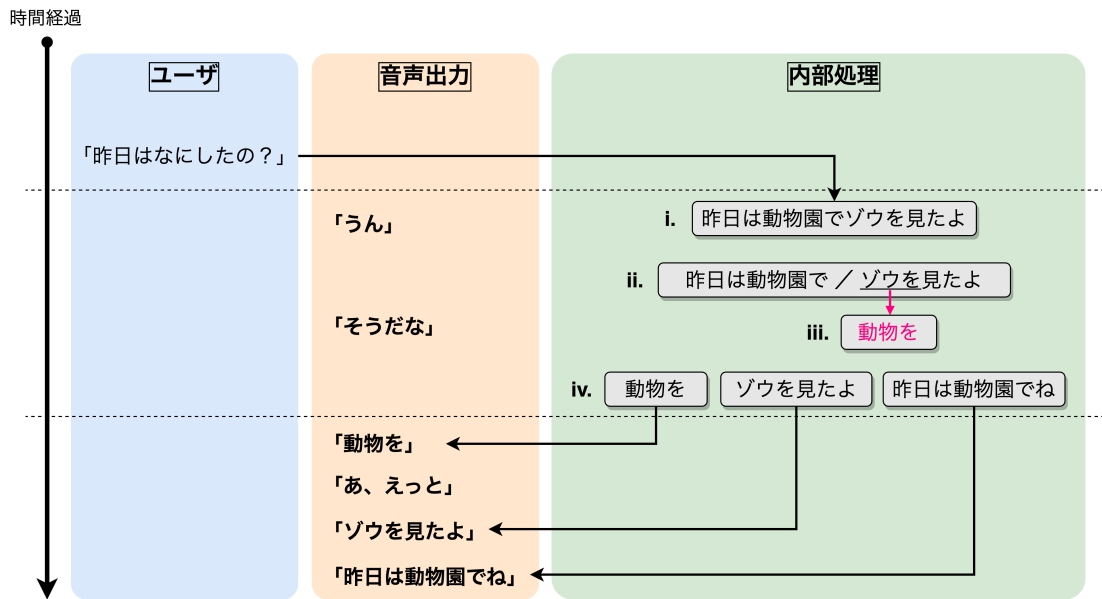 時間経過
ユーザ
音声出力
内部処理
「昨日はなにしたの？」
「うん」
i. 昨日は動物園でゾウを見たよ
ii. 昨日は動物園で ／ ゾウを見たよ
「そうだな」
iii. 動物を
iv. 動物を ゾウを見たよ 昨日は動物園でね
「動物を」
「あ、えっと」
「ゾウを見たよ」
「昨日は動物園でね」